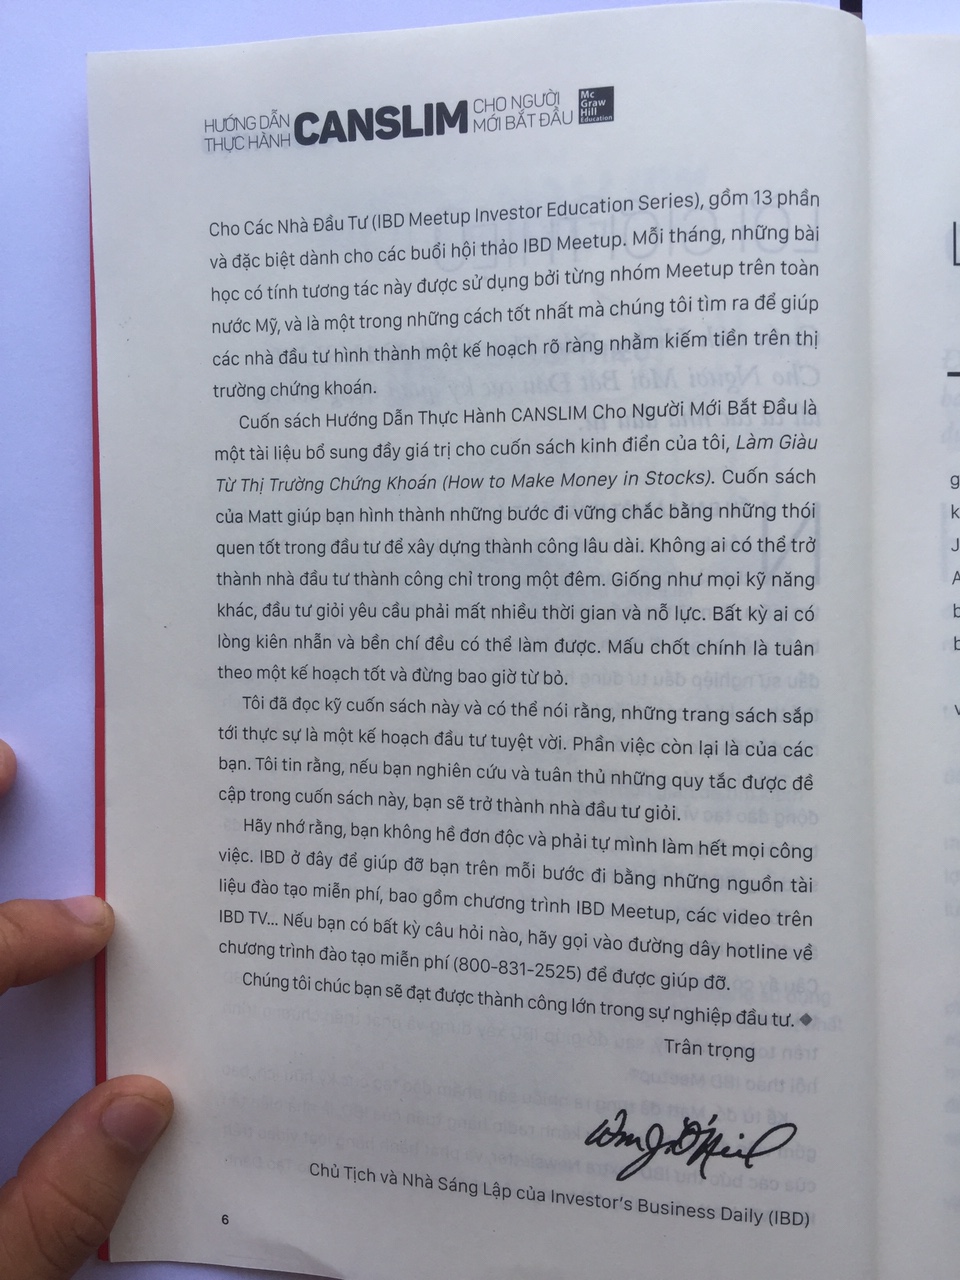 HƯỚNG DẪN
THỰC HÀNH
CANSLIM
CHO NGƯỜI
MỚI BẮT ĐẦU
Mc
Graw
Hill
Education
Cho Các Nhà Đầu Tư (IBD Meetup Investor Education Series), gồm 13 phần
và đặc biệt dành cho các buổi hội thảo IBD Meetup. Mỗi tháng, những bài
học có tính tương tác này được sử dụng bởi từng nhóm Meetup trên toàn
nước Mỹ, và là một trong những cách tốt nhất mà chúng tôi tìm ra để giúp
các nhà đầu tư hình thành một kế hoạch rõ ràng nhằm kiếm tiền trên thị
trường chứng khoán.
Cuốn sách Hướng Dẫn Thực Hành CANSLIM Cho Người Mới Bắt Đầu là
một tài liệu bổ sung đầy giá trị cho cuốn sách kinh điển của tôi, Làm Giàu
Từ Thị Trường Chứng Khoán (How to Make Money in Stocks). Cuốn sách
của Matt giúp bạn hình thành những bước đi vững chắc bằng những thói
quen tốt trong đầu tư để xây dựng thành công lâu dài. Không ai có thể trở
thành nhà đầu tư thành công chỉ trong một đêm. Giống như mọi kỹ năng
khác, đầu tư giỏi yêu cầu phải mất nhiều thời gian và nỗ lực. Bất kỳ ai có
lòng kiên nhẫn và bền chí đều có thể làm được. Mấu chốt chính là tuân
theo một kế hoạch tốt và đừng bao giờ từ bỏ.
Tôi đã đọc kỹ cuốn sách này và có thể nói rằng, những trang sách sắp
tới thực sự là một kế hoạch đầu tư tuyệt vời. Phần việc còn lại là của các
bạn. Tôi tin rằng, nếu bạn nghiên cứu và tuân thủ những quy tắc được đề
cập trong cuốn sách này, bạn sẽ trở thành nhà đầu tư giỏi.
Hãy nhớ rằng, bạn không hề đơn độc và phải tự mình làm hết mọi công
việc. IBD ở đây để giúp đỡ bạn trên mỗi bước đi bằng những nguồn tài
liệu đào tạo miễn phí, bao gồm chương trình IBD Meetup, các video trên
IBD TV... Nếu bạn có bất kỳ câu hỏi nào, hãy gọi vào đường dây hotline về
chương trình đào tạo miễn phí (800-831-2525) để được giúp đỡ.
Chúng tôi chúc bạn sẽ đạt được thành công lớn trong sự nghiệp đầu tư. ◆
Trân trọng
Chủ Tịch và Nhà Sáng Lập của Investor's Business Daily (IBD)
6